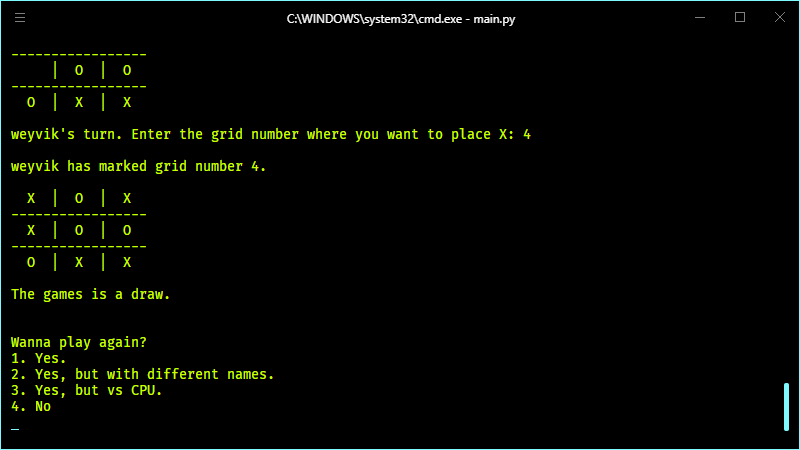 C:\WINDOWS\system32\cmd.exe - main.py
-----------------
     |  O  |  O
-----------------
  O  |  X  |  X
weyvik's turn. Enter the grid number where you want to place X: 4
weyvik has marked grid number 4.
  X  |  O  |  X
-----------------
  X  |  O  |  O
-----------------
  O  |  X  |  X
The games is a draw.
Wanna play again?
1. Yes.
2. Yes, but with different names.
3. Yes, but vs CPU.
4. No
_